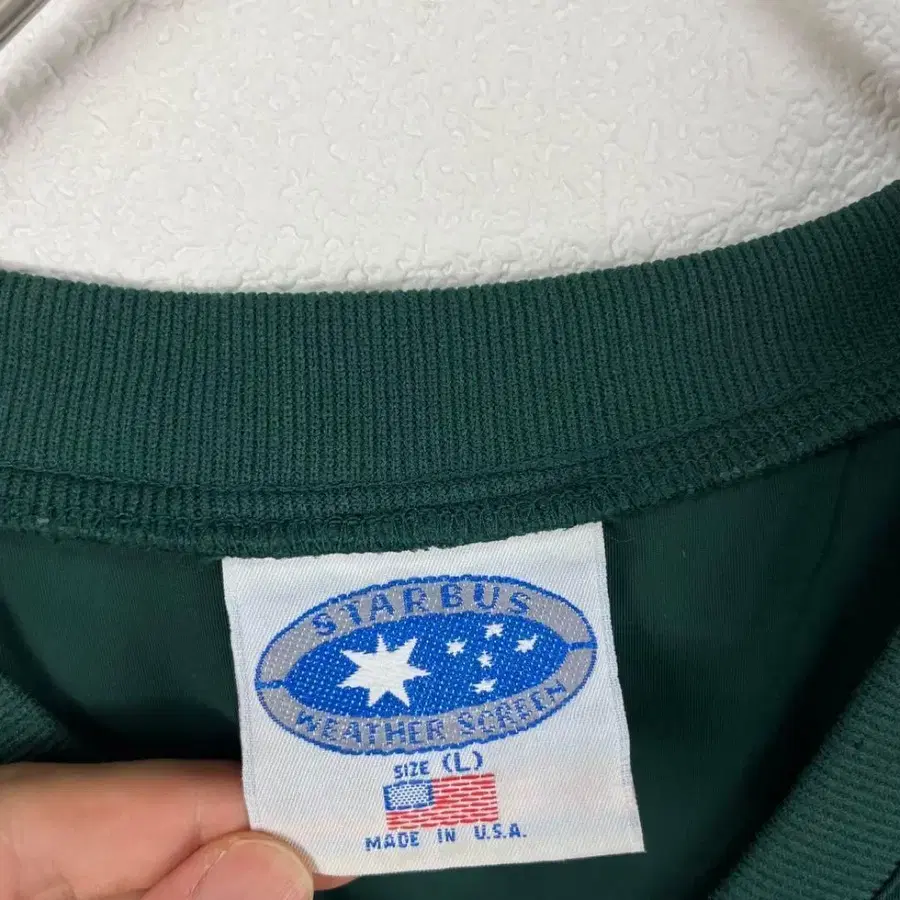 STARBUS
WEATHER SCREEN
SIZE (L)
MADE IN U.S.A.